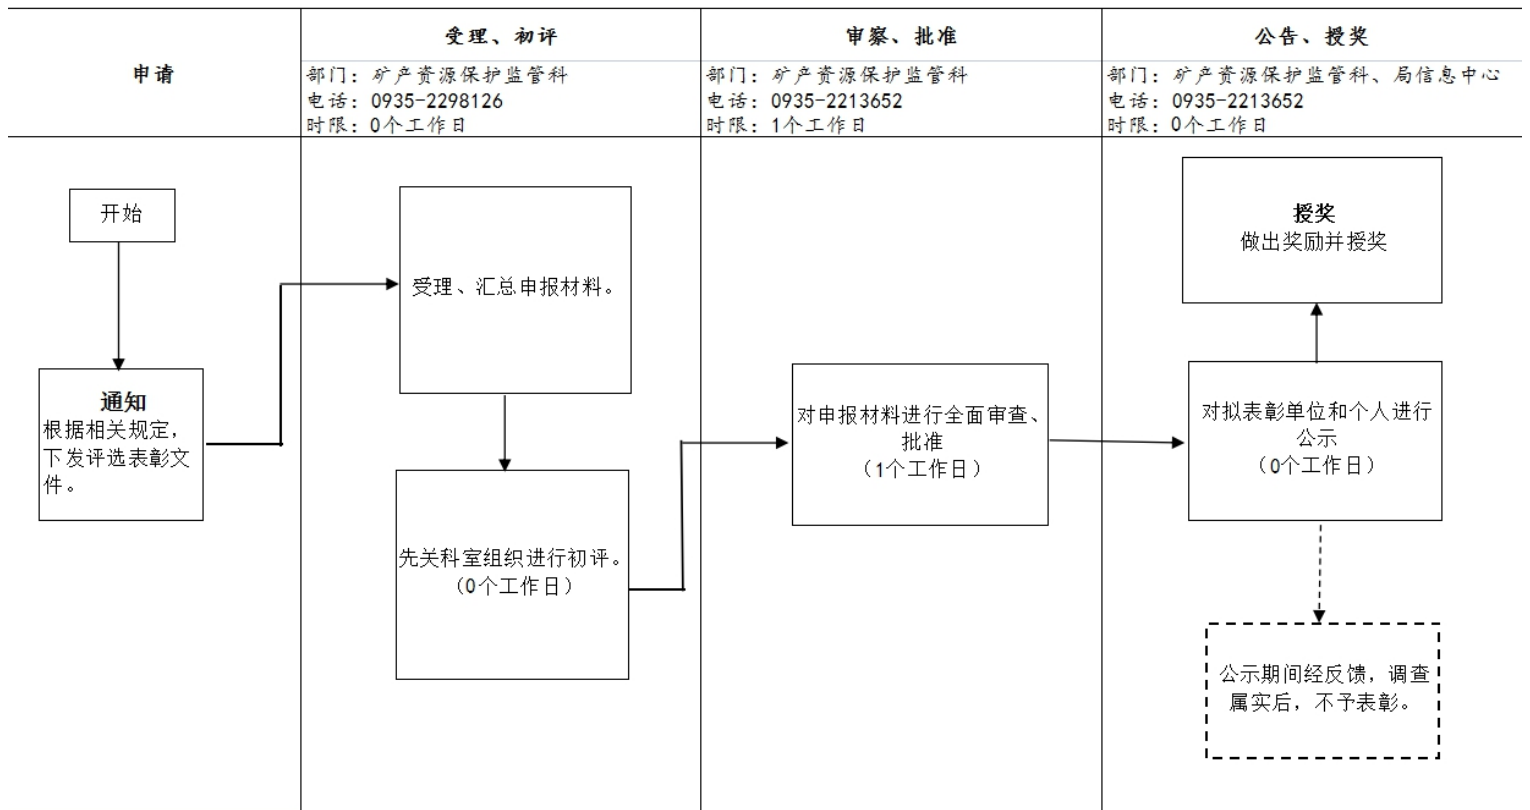 申请
受理、初评
部门：矿产资源保护监管科
电话：0935-2298126
时限：0个工作日
审察、批准
部门：矿产资源保护监管科
电话：0935-2213652
时限：1个工作日
公告、授奖
部门：矿产资源保护监管科、局信息中心
电话：0935-2213652
时限：0个工作日
开始
通知
根据相关规定，
下发评选表彰文
件。
受理、汇总申报材料。
先关科室组织进行初评。
（0个工作日）
对申报材料进行全面审查、
批准
（1个工作日）
授奖
做出奖励并授奖
对拟表彰单位和个人进行
公示
（0个工作日）
公示期间经反馈，调查
属实后，不予表彰。